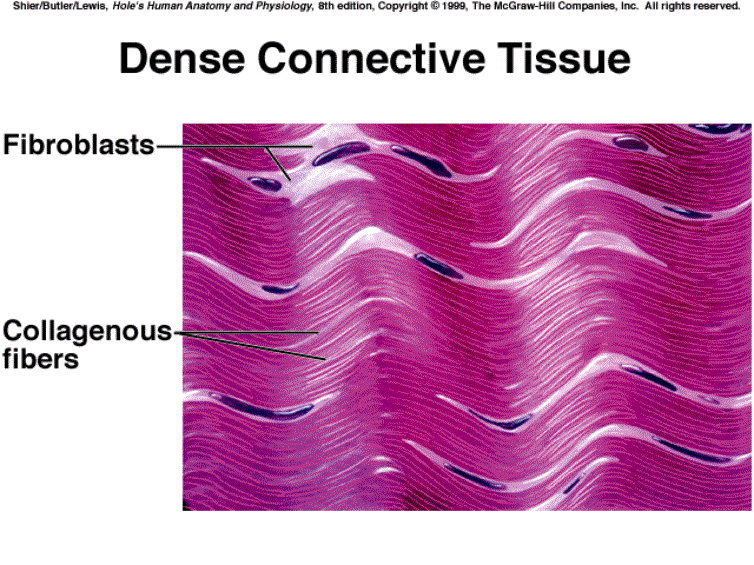 Shier/Butler/Lewis, Hole's Human Anatomy and Physiology, 8th edition, Copyright © 1999, The McGraw-Hill Companies, Inc. All rights reserved.
Dense Connective Tissue
Fibroblasts
Collagenous
fibers